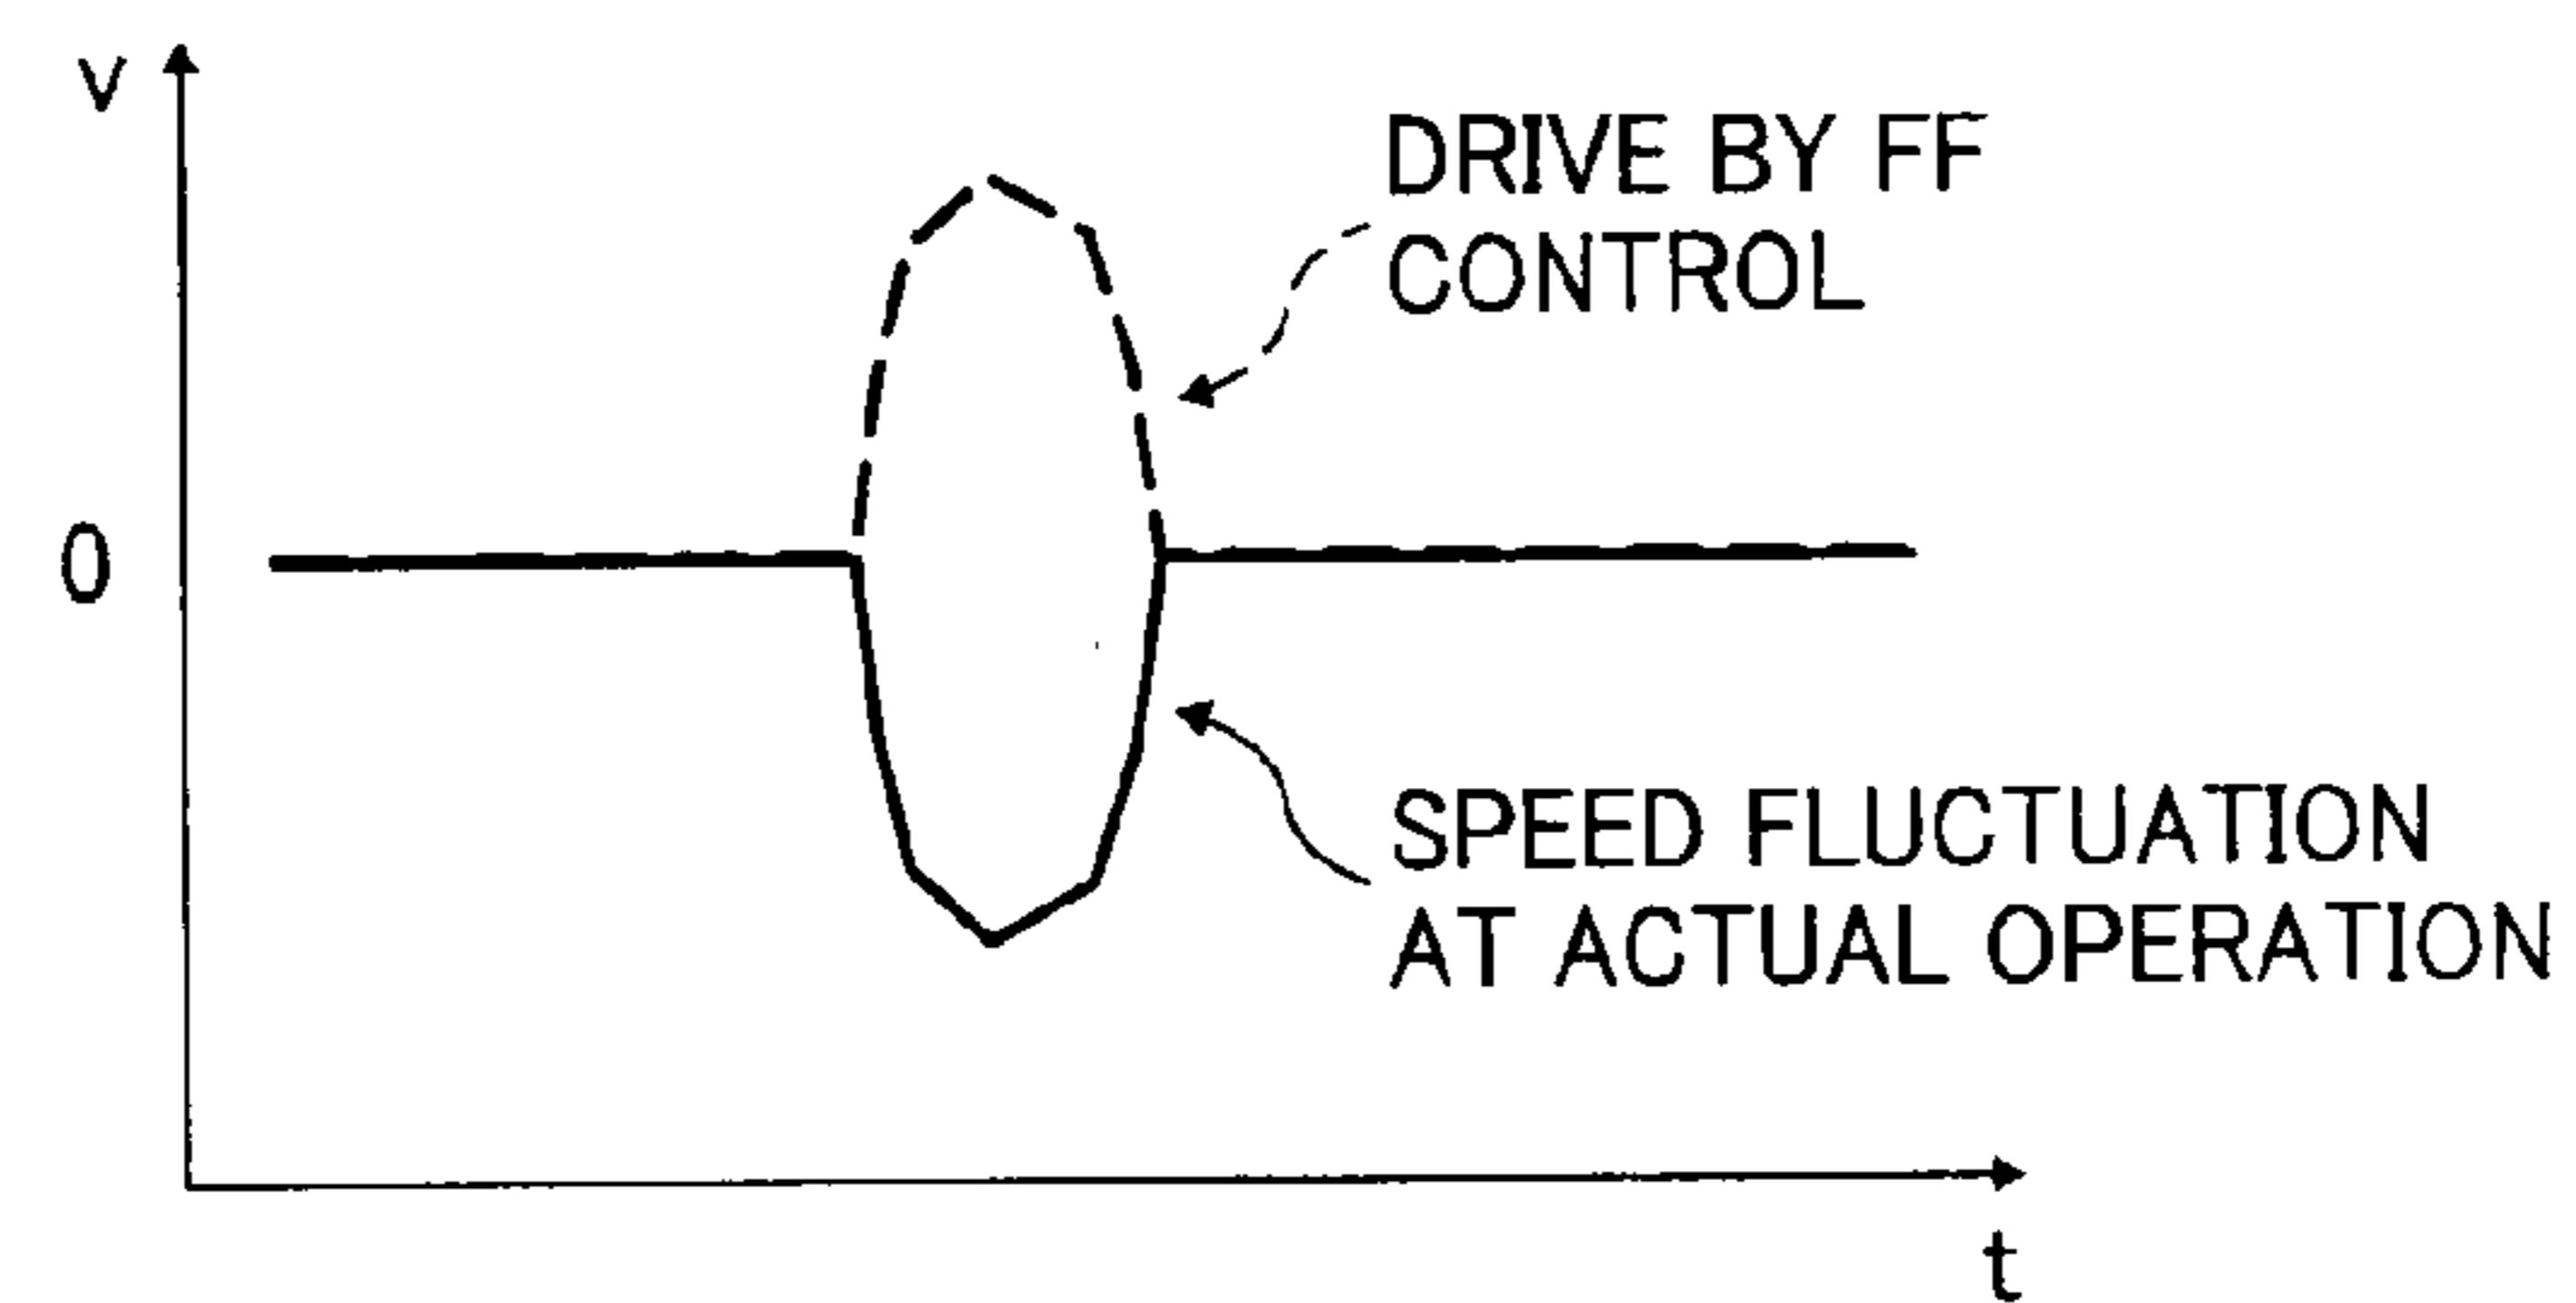 v
DRIVE BY FF
CONTROL
0
SPEED FLUCTUATION
AT ACTUAL OPERATION
t